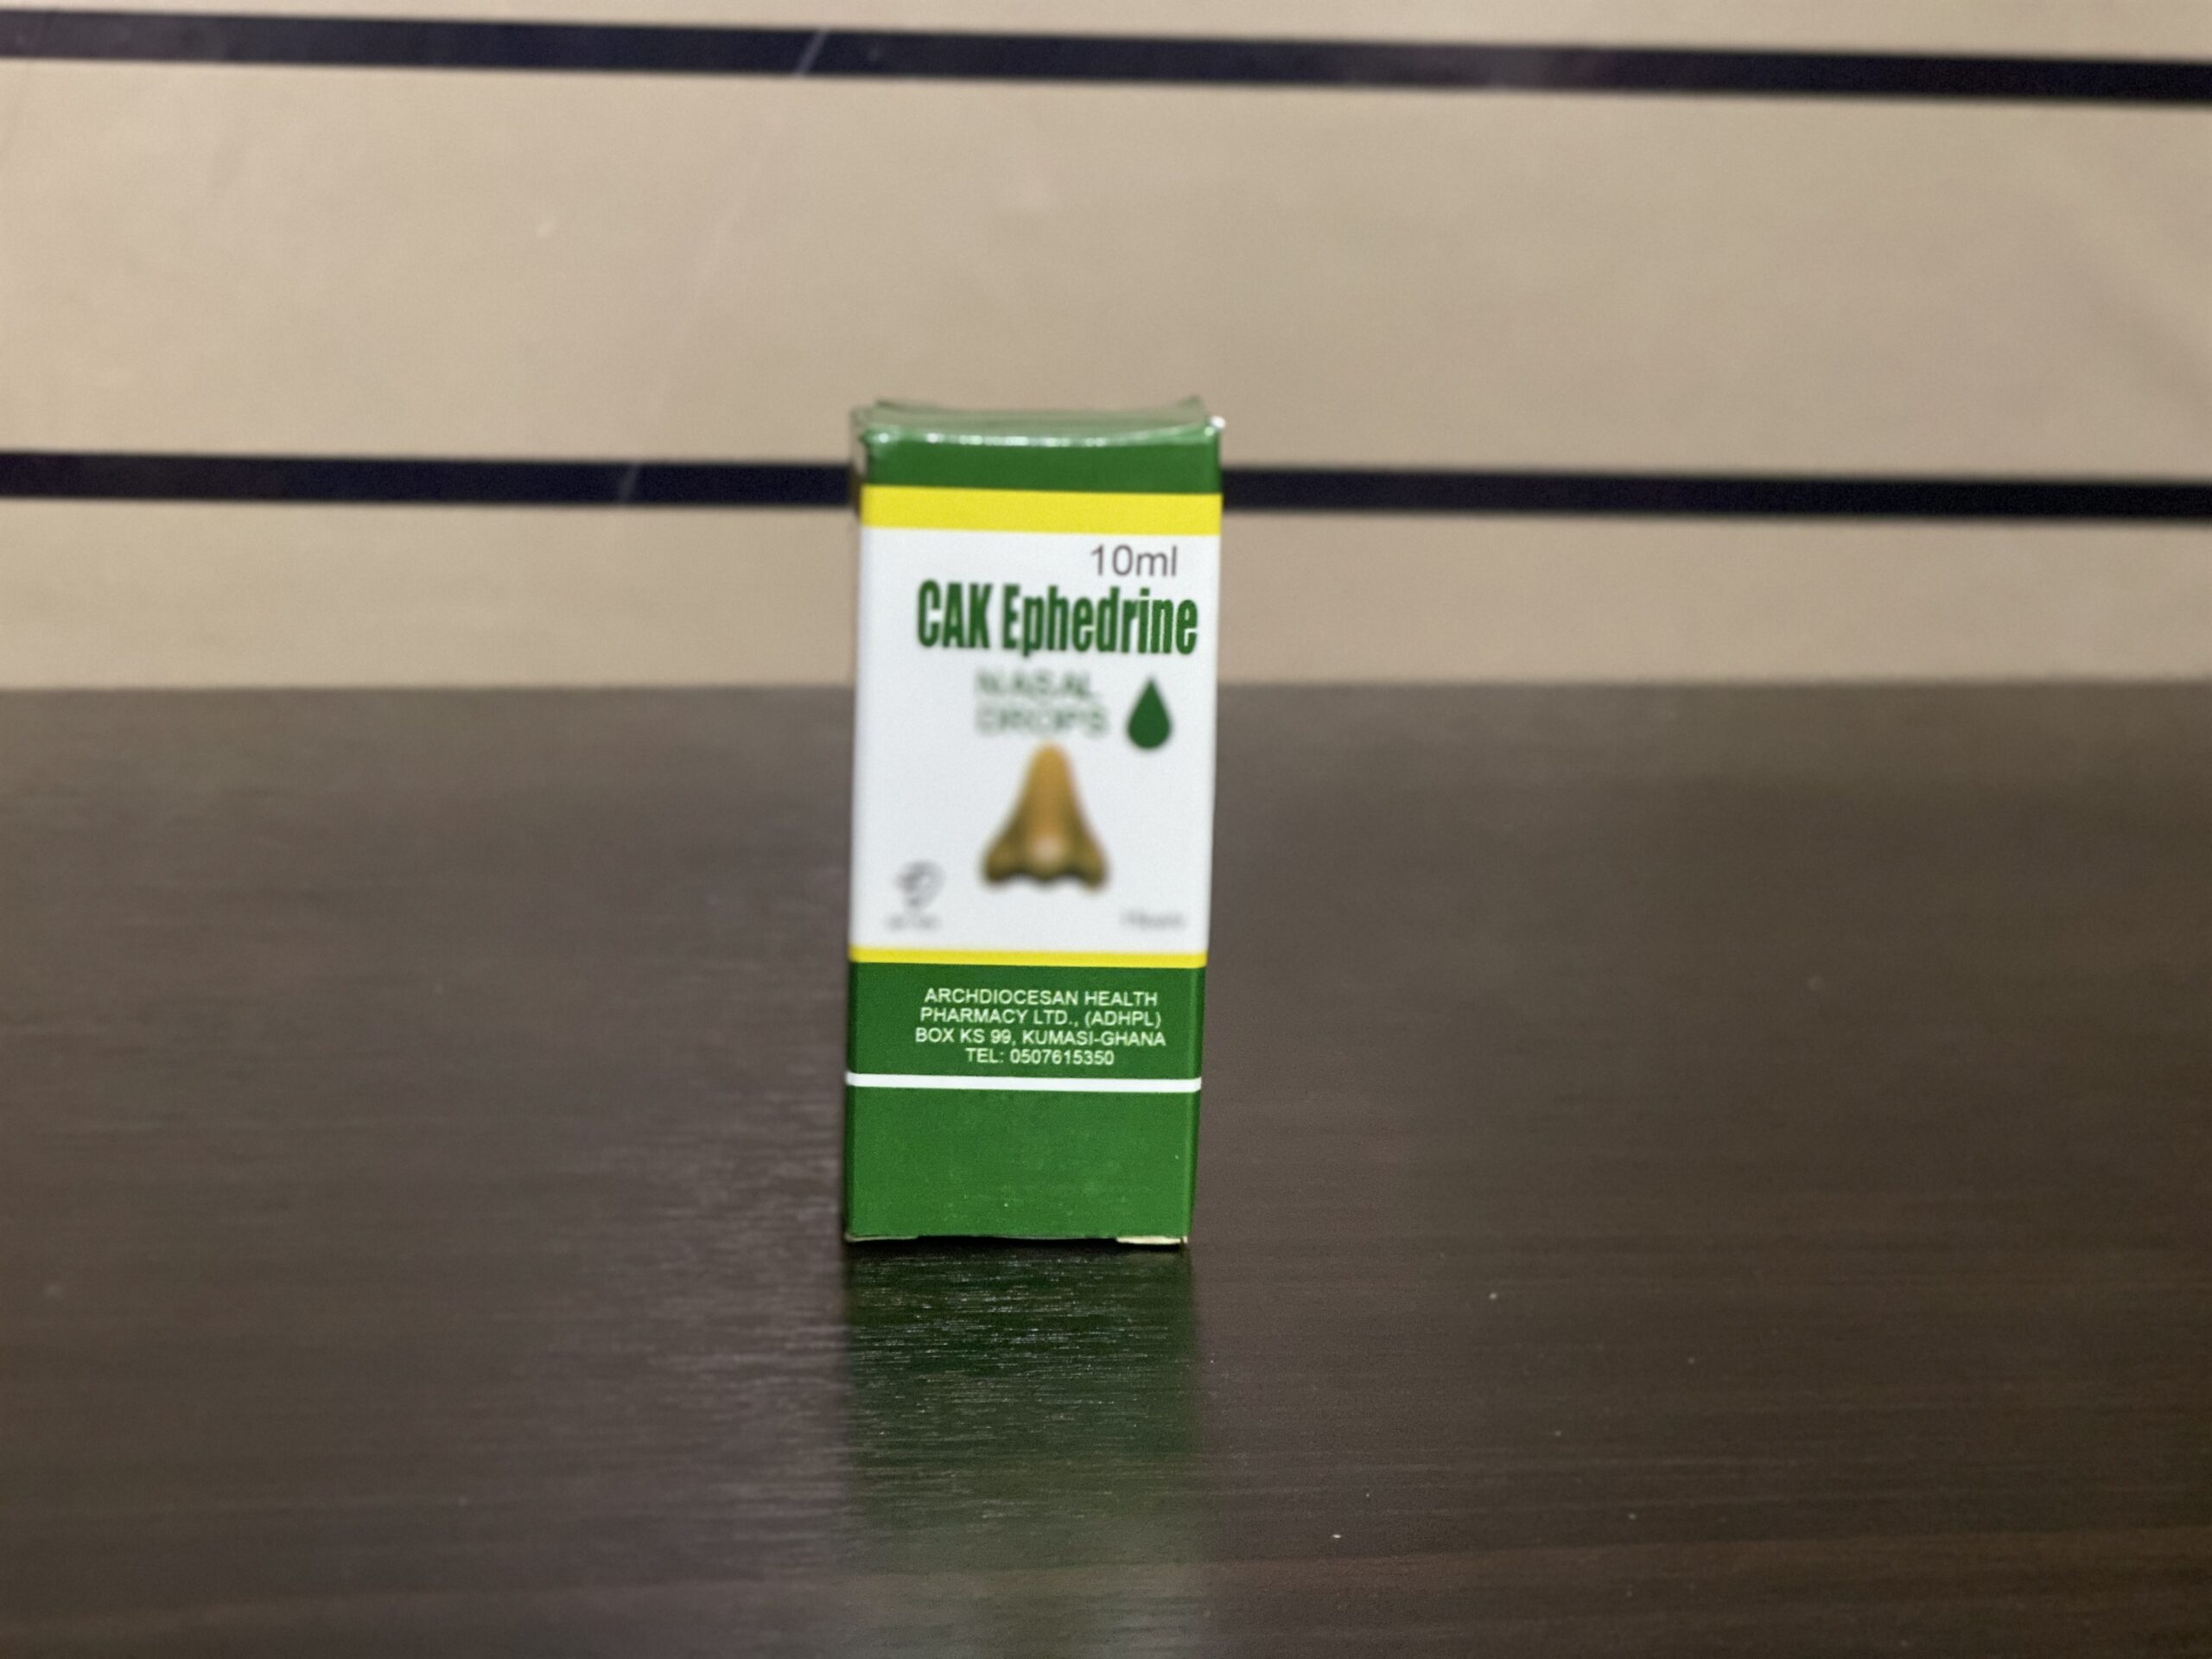 10ml
CAK Ephedrine
NASAL
DROPS
ARCHDIOCESAN HEALTH
PHARMACY LTD., (ADHPL)
BOX KS 99, KUMASI-GHANA
TEL: 0507615350